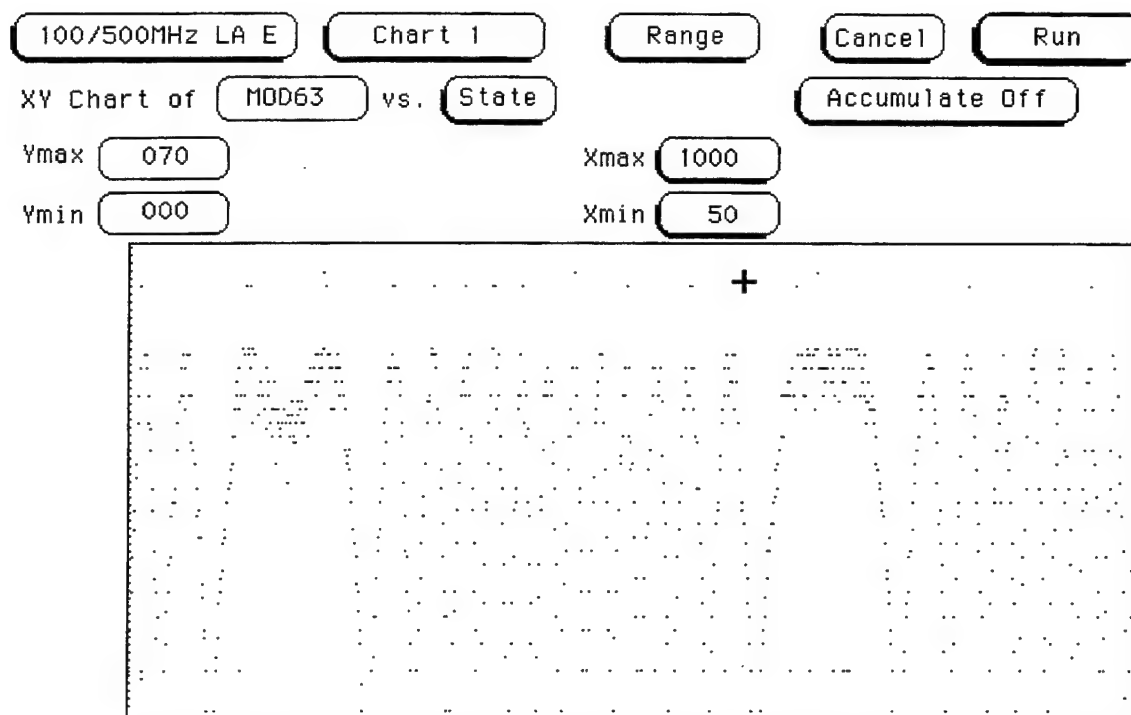 100/500MHz LA E Chart 1 Range Cancel Run
XY Chart of MOD63 vs. State Accumulate Off
Ymax 070 Xmax 1000
Ymin 000 Xmin 50